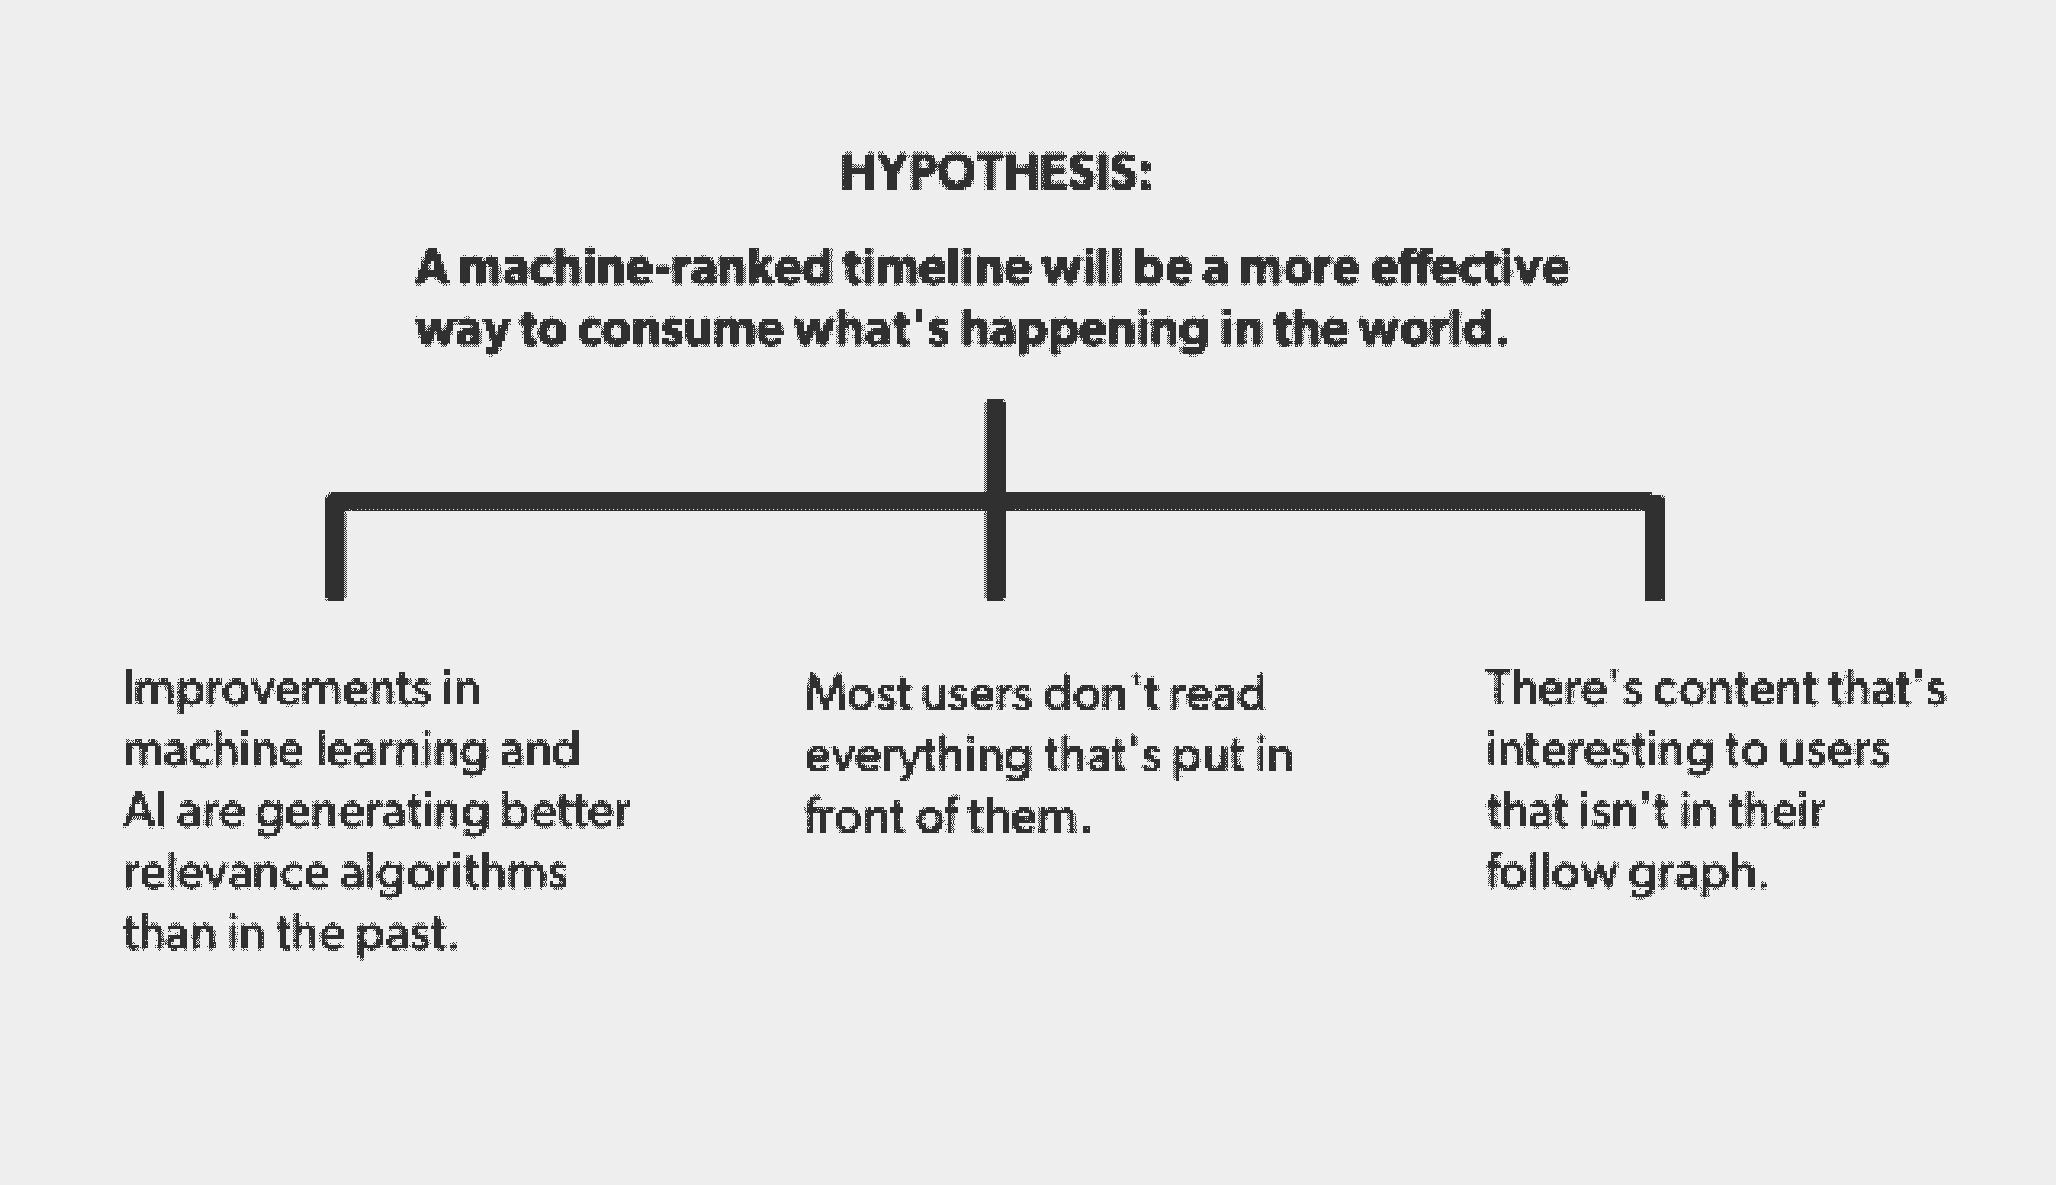 HYPOTHESIS:
A machine-ranked timeline will be a more effective
way to consume what's happening in the world.
Improvements in
machine learning and
AI are generating better
relevance algorithms
than in the past.
Most users don't read
everything that's put in
front of them.
There's content that's
interesting to users
that isn't in their
follow graph.